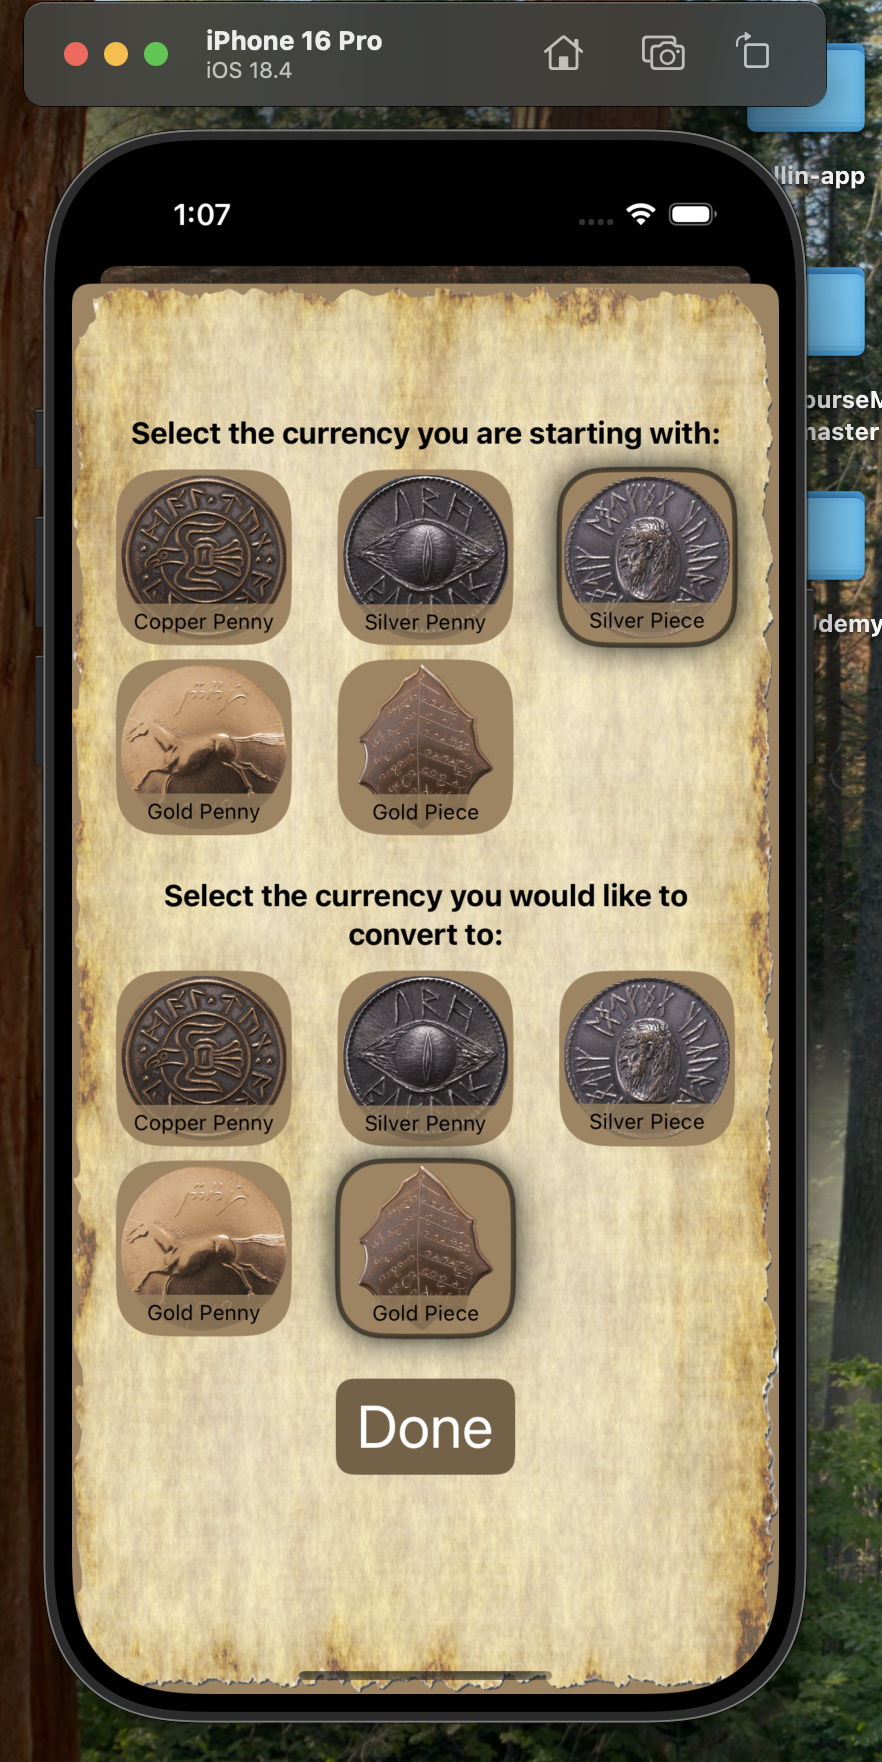 iPhone 16 Pro
iOS 18.4
llin-app
1:07
Select the currency you are starting with:
Copper Penny
Silver Penny
Silver Piece
Gold Penny
Gold Piece
Select the currency you would like to
convert to:
Copper Penny
Silver Penny
Silver Piece
Gold Penny
Gold Piece
Done
ourseM
naster
Udemy